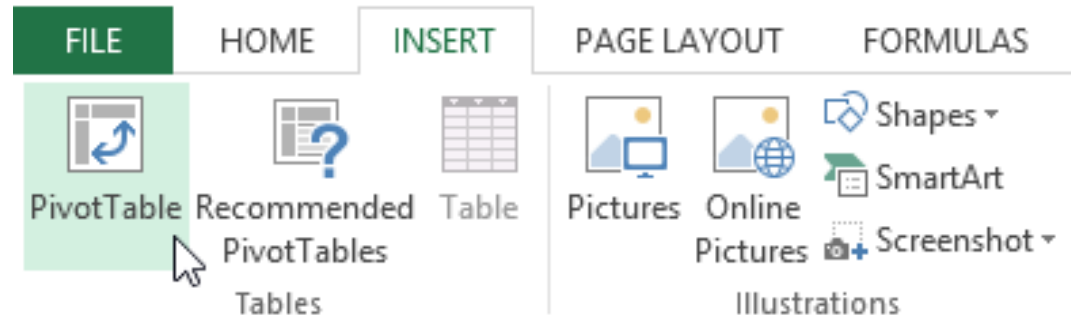 FILE HOME INSERT PAGE LAYOUT FORMULAS
PivotTable
Recommended
PivotTables
Table
Tables
Pictures
Online
Pictures
Shapes
SmartArt
Screenshot
Illustrations